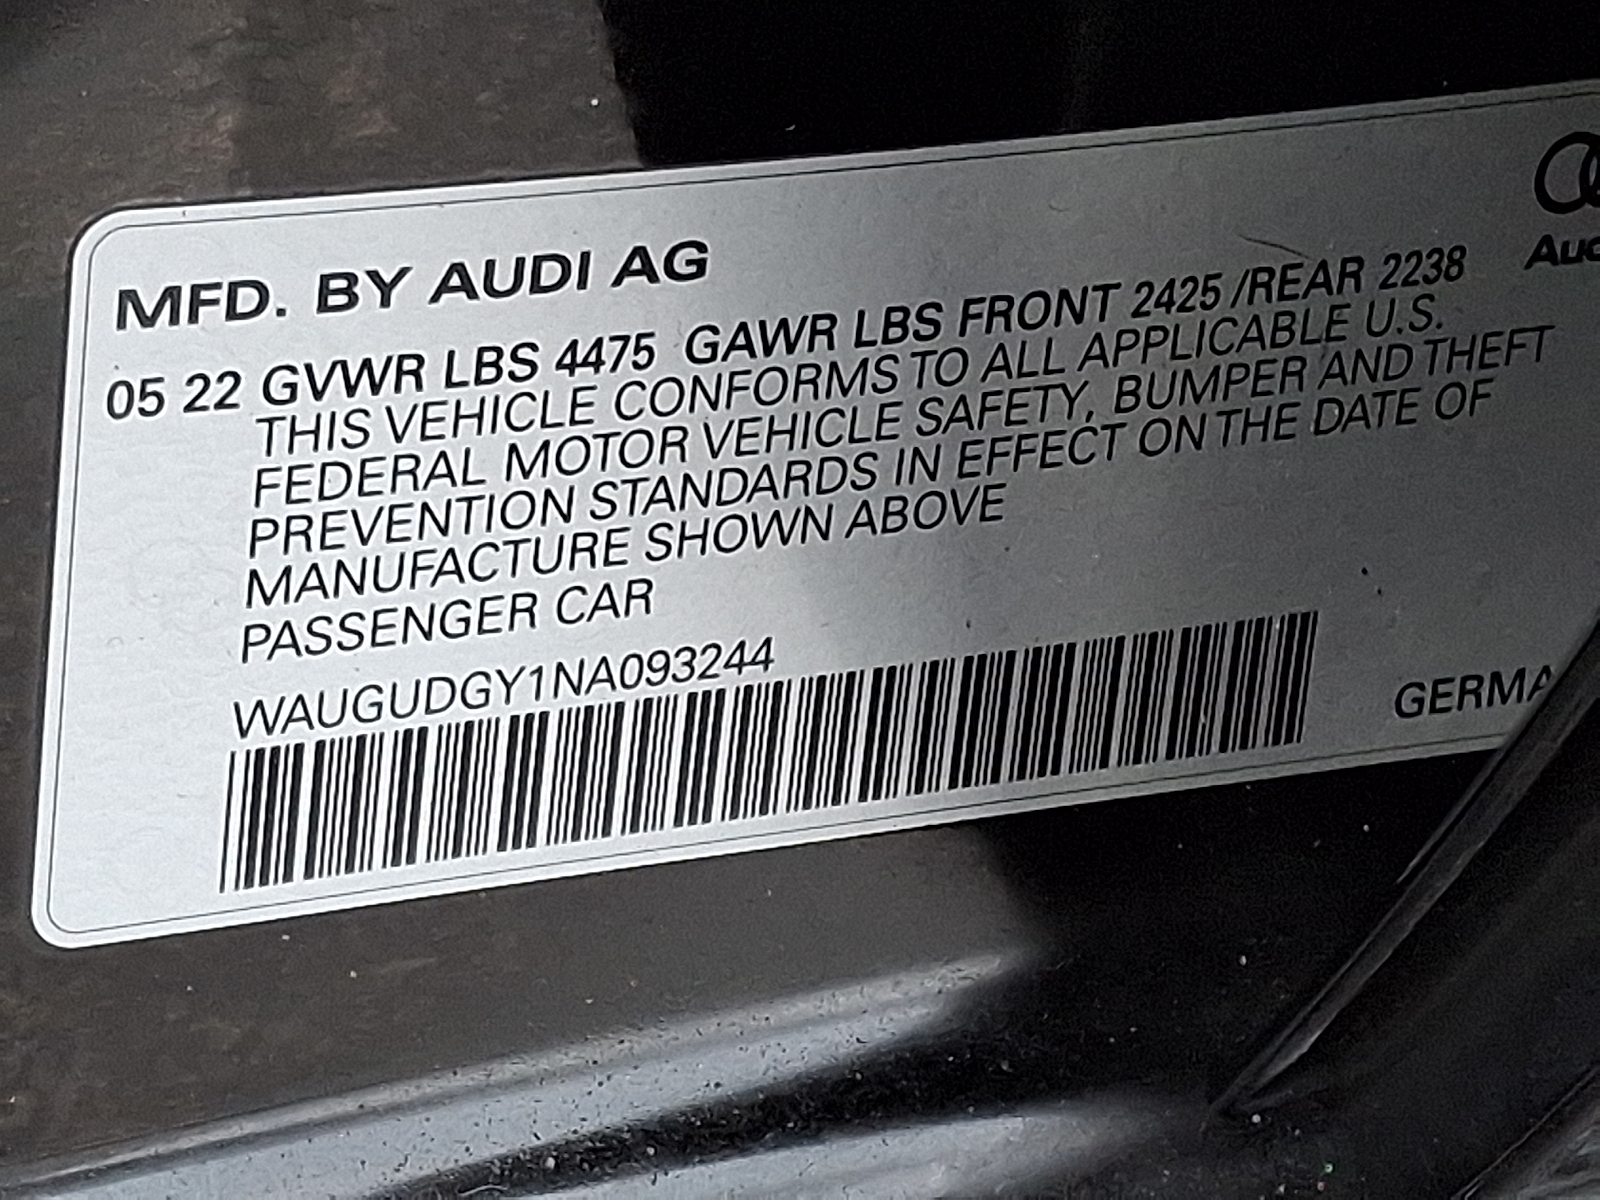 MFD. BY AUDI AG
05 22 GVWR LBS 4475 GAWR LBS FRONT 2425 /REAR 2238
THIS VEHICLE CONFORMS TO ALL APPLICABLE U.S.
FEDERAL MOTOR VEHICLE SAFETY, BUMPER AND THEFT
PREVENTION STANDARDS IN EFFECT ON THE DATE OF
MANUFACTURE SHOWN ABOVE
PASSENGER CAR
WAUGUDGY1NA093244